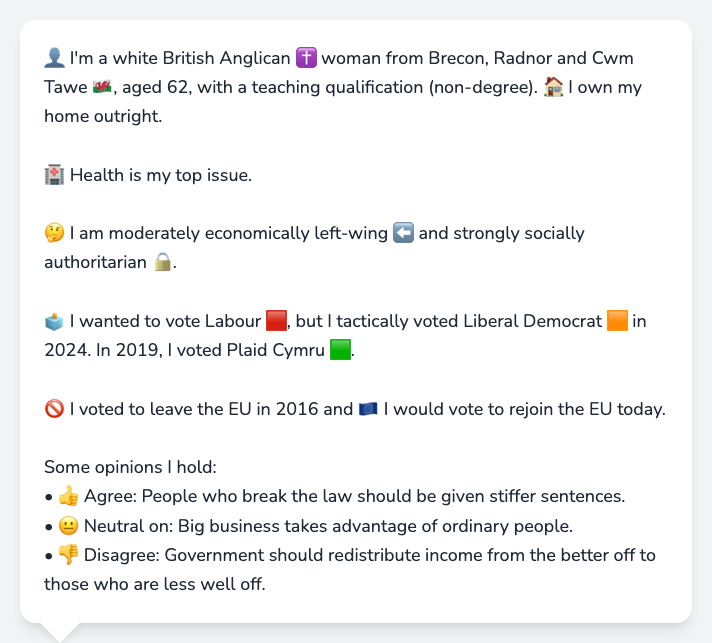 👤 I'm a white British Anglican ✝️ woman from Brecon, Radnor and Cwm
Tawe 🏴󠁧󠁢󠁷󠁬󠁳󠁿, aged 62, with a teaching qualification (non-degree). 🏠 I own my
home outright.
🏥 Health is my top issue.
🤔 I am moderately economically left-wing ⬅️ and strongly socially
authoritarian 🔒.
🗳️ I wanted to vote Labour 🟥, but I tactically voted Liberal Democrat 🟧 in
2024. In 2019, I voted Plaid Cymru 🟩.
🚫 I voted to leave the EU in 2016 and 🇪🇺 I would vote to rejoin the EU today.
Some opinions I hold:
• 👍 Agree: People who break the law should be given stiffer sentences.
• 😐 Neutral on: Big business takes advantage of ordinary people.
• 👎 Disagree: Government should redistribute income from the better off to
those who are less well off.